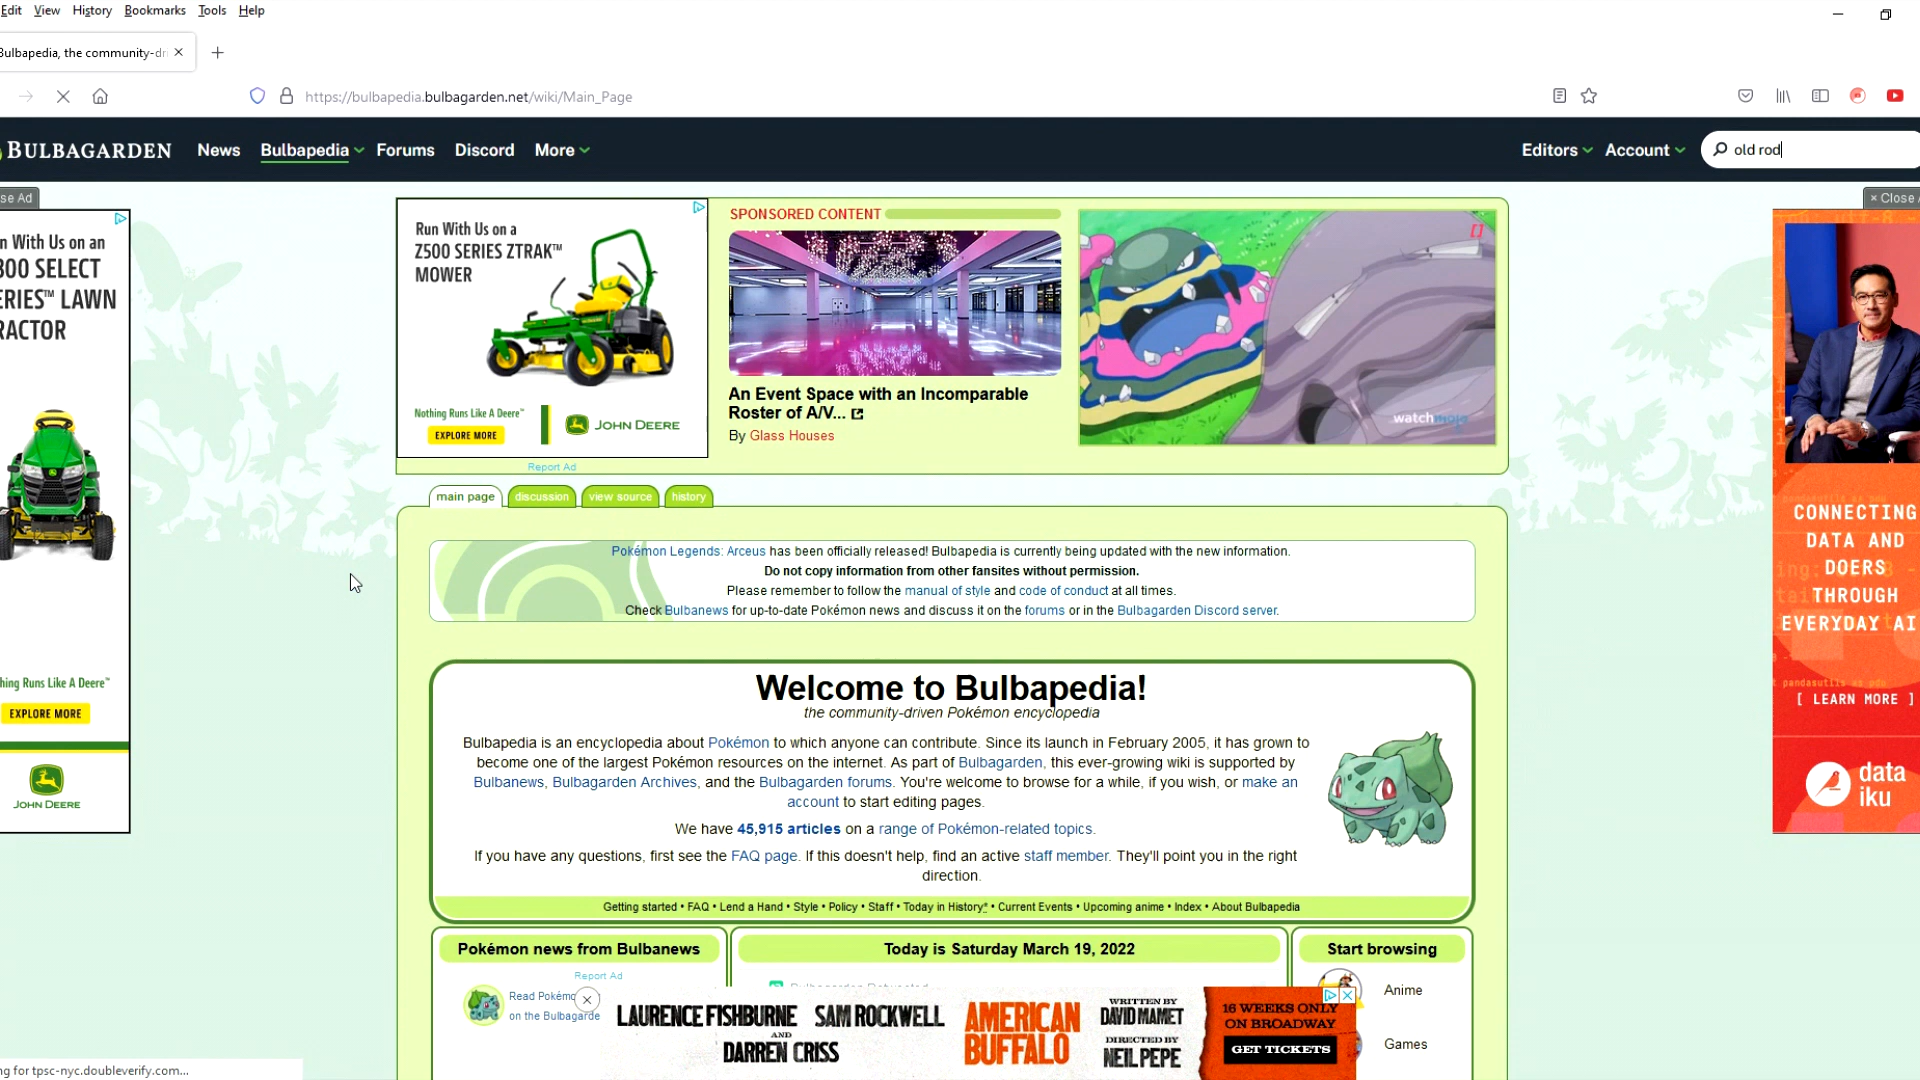 Edit View History Bookmarks Tools Help
Bulbapedia, the community-dri
https://bulbapedia.bulbagarden.net/wiki/Main_Page
BULBAGARDEN News Bulbapedia Forums Discord More Editors Account old rod
se Ad
× Close A
n With Us on an
300 SELECT
ERIES™ LAWN
RACTOR
hing Runs Like A Deere™
EXPLORE MORE
JOHN DEERE
Run With Us on a
Z500 SERIES ZTRAK™
MOWER
Nothing Runs Like A Deere™
EXPLORE MORE
JOHN DEERE
Report Ad
SPONSORED CONTENT
An Event Space with an Incomparable
Roster of A/V...
By Glass Houses
watchmojo
main page discussion view source history
Pokémon Legends: Arceus has been officially released! Bulbapedia is currently being updated with the new information.
Do not copy information from other fansites without permission.
Please remember to follow the manual of style and code of conduct at all times.
Check Bulbanews for up-to-date Pokémon news and discuss it on the forums or in the Bulbagarden Discord server.
Welcome to Bulbapedia!
the community-driven Pokémon encyclopedia
Bulbapedia is an encyclopedia about Pokémon to which anyone can contribute. Since its launch in February 2005, it has grown to
become one of the largest Pokémon resources on the internet. As part of Bulbagarden, this ever-growing wiki is supported by
Bulbanews, Bulbagarden Archives, and the Bulbagarden forums. You're welcome to browse for a while, if you wish, or make an
account to start editing pages.
We have 45,915 articles on a range of Pokémon-related topics.
If you have any questions, first see the FAQ page. If this doesn't help, find an active staff member. They'll point you in the right
direction.
Getting started • FAQ • Lend a Hand • Style • Policy • Staff • Today in History* • Current Events • Upcoming anime • Index • About Bulbapedia
Pokémon news from Bulbanews
Report Ad
Read Pokémo
on the Bulbagarde
Today is Saturday March 19, 2022
Start browsing
Anime
Games
LAURENCE FISHBURNE SAM ROCKWELL
AND
DARREN CRISS
AMERICAN
BUFFALO
WRITTEN BY
DAVID MAMET
DIRECTED BY
NEIL PEPE
16 WEEKS ONLY
ON BROADWAY
GET TICKETS
CONNECTING
DATA AND
DOERS
THROUGH
EVERYDAY AI
[ LEARN MORE ]
data
iku
ng for tpsc-nyc.doubleverify.com...